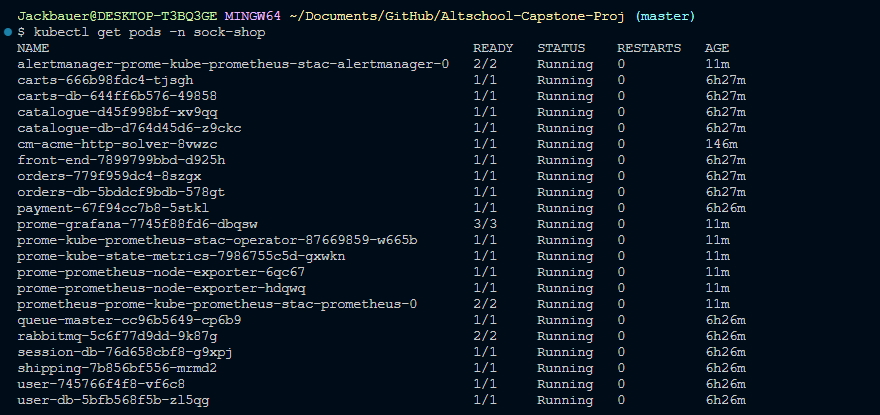 Jackbauer@DESKTOP-T3BQ3GE MINGW64 ~/Documents/GitHub/Altschool-Capstone-Proj (master)
$ kubectl get pods -n sock-shop
NAME READY STATUS RESTARTS AGE
alertmanager-prome-kube-prometheus-stac-alertmanager-0 2/2 Running 0 11m
carts-666b98fdc4-tjsgh 1/1 Running 0 6h27m
carts-db-644ff6b576-49858 1/1 Running 0 6h27m
catalogue-d45f998bf-xv9qq 1/1 Running 0 6h27m
catalogue-db-d764d45d6-z9ckc 1/1 Running 0 6h27m
cm-acme-http-solver-8vwzc 1/1 Running 0 146m
front-end-7899799bbd-d925h 1/1 Running 0 6h27m
orders-779f959dc4-8szgx 1/1 Running 0 6h27m
orders-db-5bddcf9bdb-578gt 1/1 Running 0 6h27m
payment-67f94cc7b8-5stkl 1/1 Running 0 6h26m
prome-grafana-7745f88fd6-dbqsw 3/3 Running 0 11m
prome-kube-prometheus-stac-operator-87669859-w665b 1/1 Running 0 11m
prome-kube-state-metrics-7986755c5d-gxwkn 1/1 Running 0 11m
prome-prometheus-node-exporter-6qc67 1/1 Running 0 11m
prome-prometheus-node-exporter-hdqwq 1/1 Running 0 11m
prometheus-prome-kube-prometheus-stac-prometheus-0 2/2 Running 0 11m
queue-master-cc96b5649-cp6b9 1/1 Running 0 6h26m
rabbitmq-5c6f77d9dd-9k87g 2/2 Running 0 6h26m
session-db-76d658cbf8-g9xpj 1/1 Running 0 6h26m
shipping-7b856bf556-mrmd2 1/1 Running 0 6h26m
user-745766f4f8-vf6c8 1/1 Running 0 6h26m
user-db-5bfb568f5b-zl5qg 1/1 Running 0 6h26m